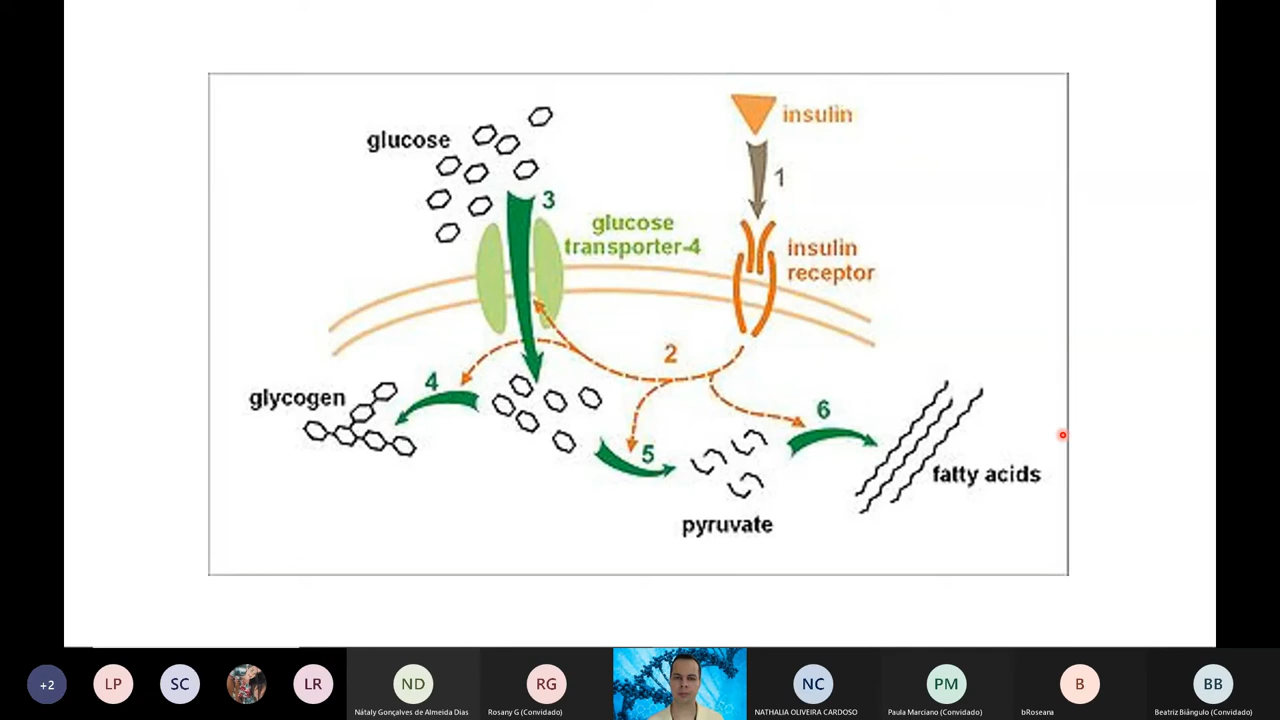 glucose
insulin
1
3
glucose
transporter-4
insulin
receptor
2
4
glycogen
6
5
fatty acids
pyruvate
+2
LP
SC
LR
ND
Nátaly Gonçalves de Almeida Dias
RG
Rosany G (Convidado)
NC
NATHALIA OLIVEIRA CARDOSO
PM
Paula Marciano (Convidado)
B
bRoseana
BB
Beatriz Biângulo (Convidado)